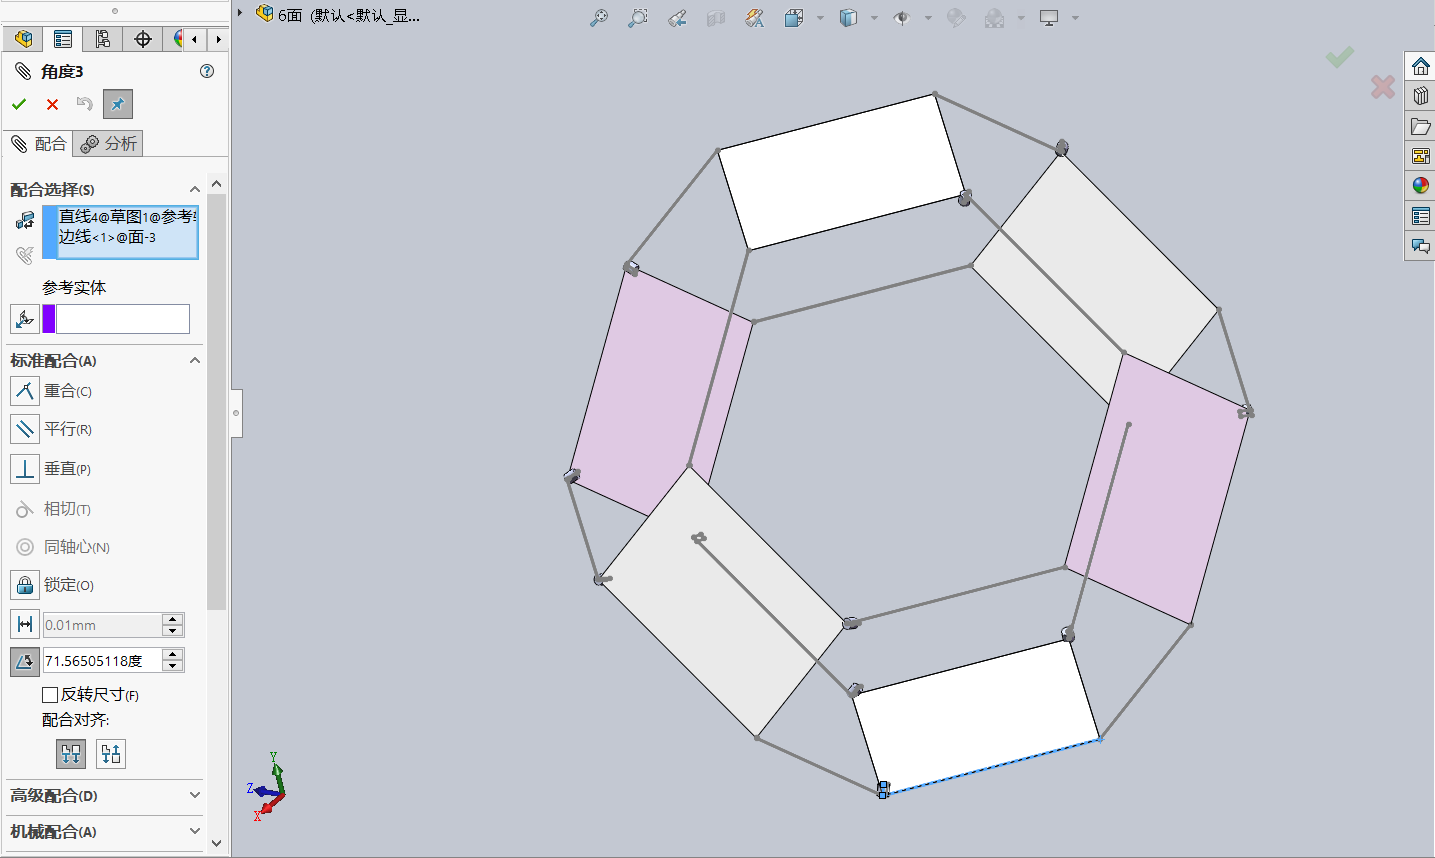 6面 (默认<默认_显...
角度3
配合
分析
配合选择(S)
直线4@草图1@参考
边线<1>@面-3
参考实体
标准配合(A)
重合(C)
平行(R)
垂直(P)
相切(T)
同轴心(N)
锁定(O)
0.01mm
71.56505118度
反转尺寸(F)
配合对齐:
高级配合(D)
机械配合(A)
Y
Z
X